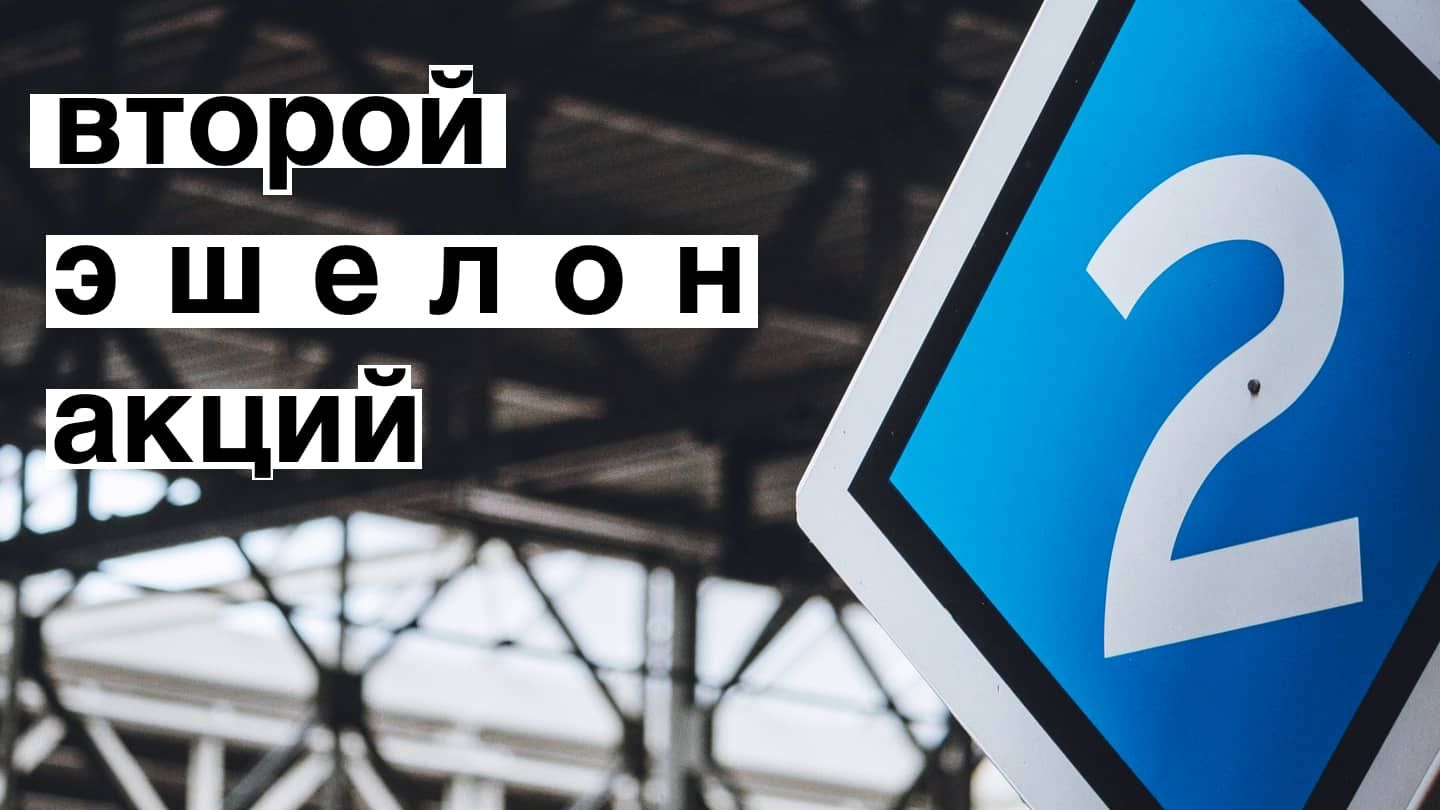 второй
эшелон
акций
2